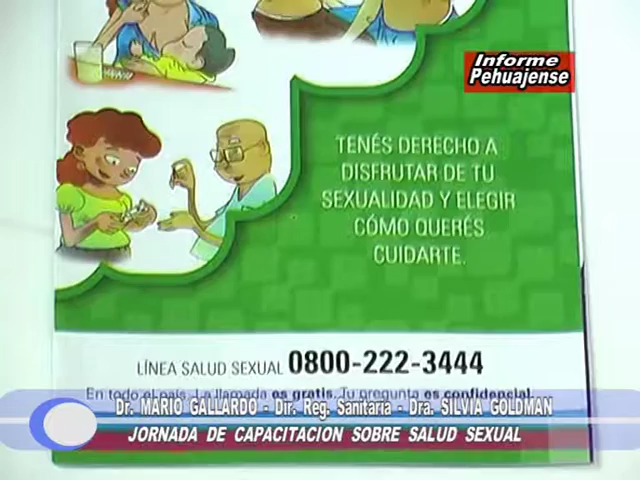 Informe
Pehuajense
TENÉS DERECHO A
DISFRUTAR DE TU
SEXUALIDAD Y ELEGIR
CÓMO QUERÉS
CUIDARTE.
LÍNEA SALUD SEXUAL 0800-222-3444
En todo el país. La llamada es gratis. Tu pregunta es confidencial.
Dr. MARIO GALLARDO - Dir. Reg. Sanitaria - Dra. SILVIA GOLDMAN
JORNADA DE CAPACITACION SOBRE SALUD SEXUAL